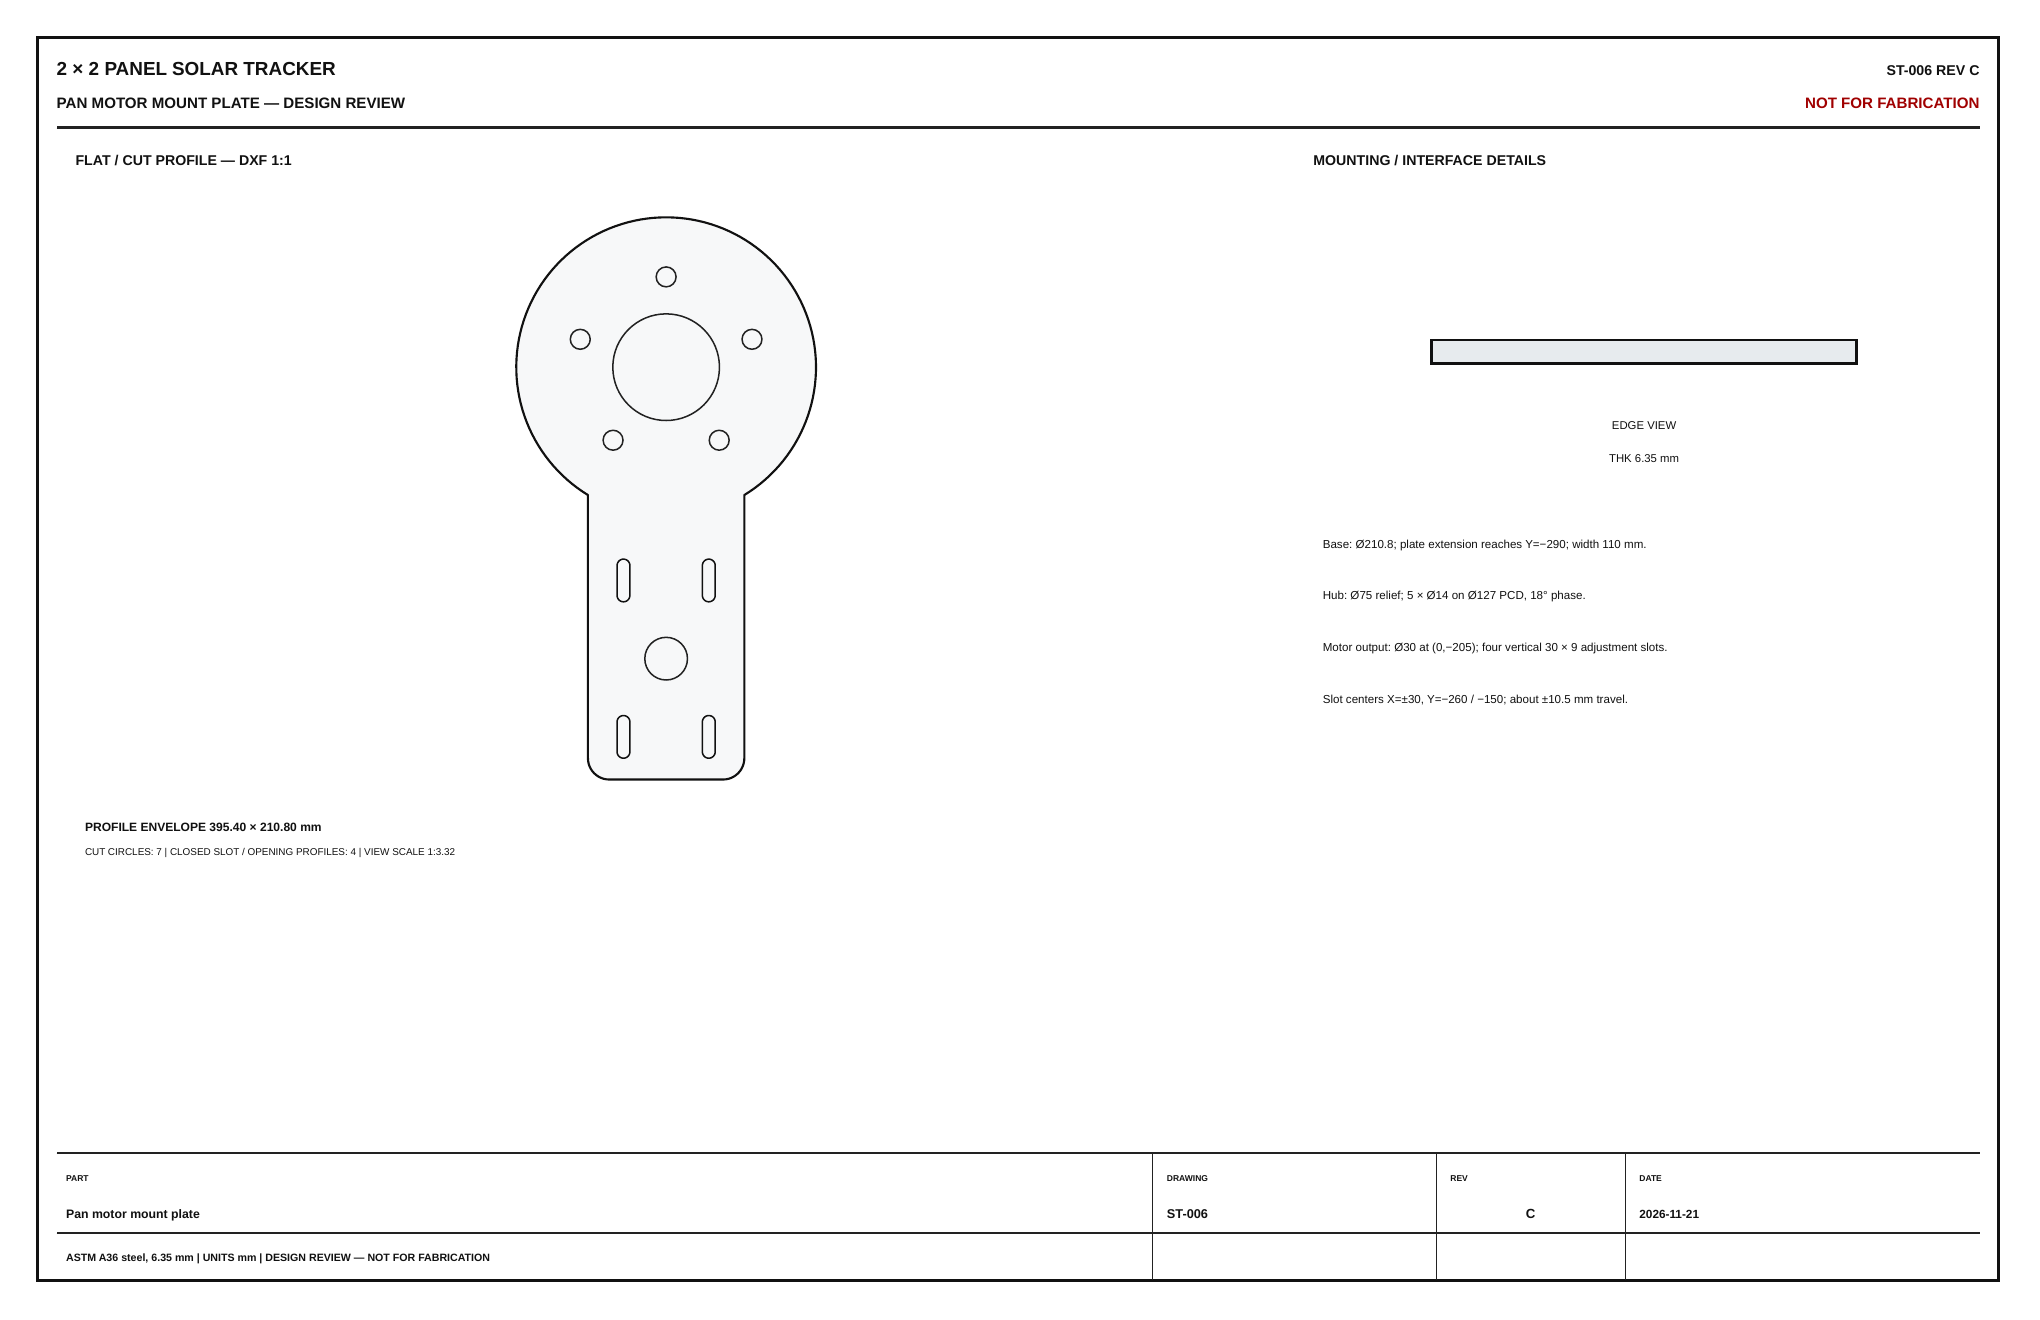 2 × 2 PANEL SOLAR TRACKER
ST-006 REV C
PAN MOTOR MOUNT PLATE — DESIGN REVIEW
NOT FOR FABRICATION
FLAT / CUT PROFILE — DXF 1:1
MOUNTING / INTERFACE DETAILS
EDGE VIEW
THK 6.35 mm
Base: Ø210.8; plate extension reaches Y=−290; width 110 mm.
Hub: Ø75 relief; 5 × Ø14 on Ø127 PCD, 18° phase.
Motor output: Ø30 at (0,−205); four vertical 30 × 9 adjustment slots.
Slot centers X=±30, Y=−260 / −150; about ±10.5 mm travel.
PROFILE ENVELOPE 395.40 × 210.80 mm
CUT CIRCLES: 7 | CLOSED SLOT / OPENING PROFILES: 4 | VIEW SCALE 1:3.32
PART
DRAWING
REV
DATE
Pan motor mount plate
ST-006
C
2026-11-21
ASTM A36 steel, 6.35 mm | UNITS mm | DESIGN REVIEW — NOT FOR FABRICATION